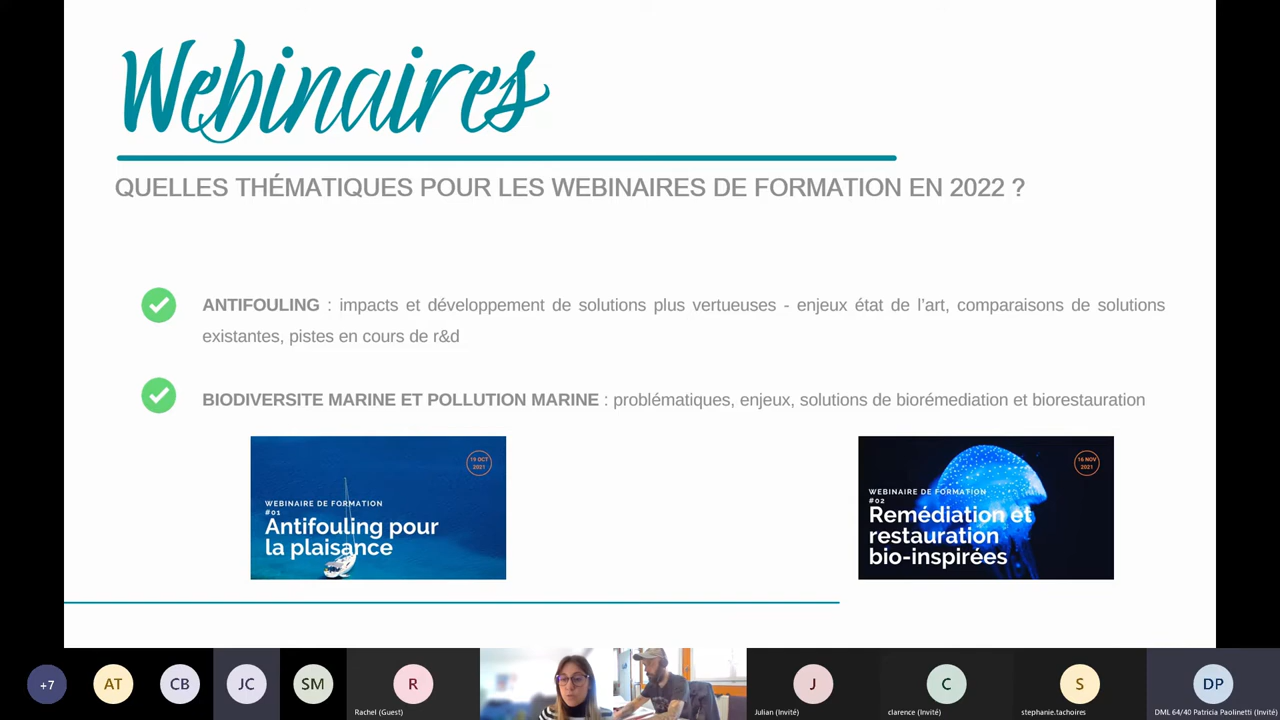 Webinaires
QUELLES THÉMATIQUES POUR LES WEBINAIRES DE FORMATION EN 2022 ?
ANTIFOULING : impacts et développement de solutions plus vertueuses - enjeux état de l'art, comparaisons de solutions
existantes, pistes en cours de r&d
BIODIVERSITE MARINE ET POLLUTION MARINE : problématiques, enjeux, solutions de biorémediation et biorestauration
19 OCT
2021
WEBINAIRE DE FORMATION
#01
Antifouling pour
la plaisance
16 NOV
2021
WEBINAIRE DE FORMATION
#02
Remédiation et
restauration
bio-inspirées
+7
AT
CB
JC
SM
R
Rachel (Guest)
J
Julian (Invité)
C
clarence (Invité)
S
stephanie.tachoires
DP
DML 64/40 Patricia Paolinetti (Invité)